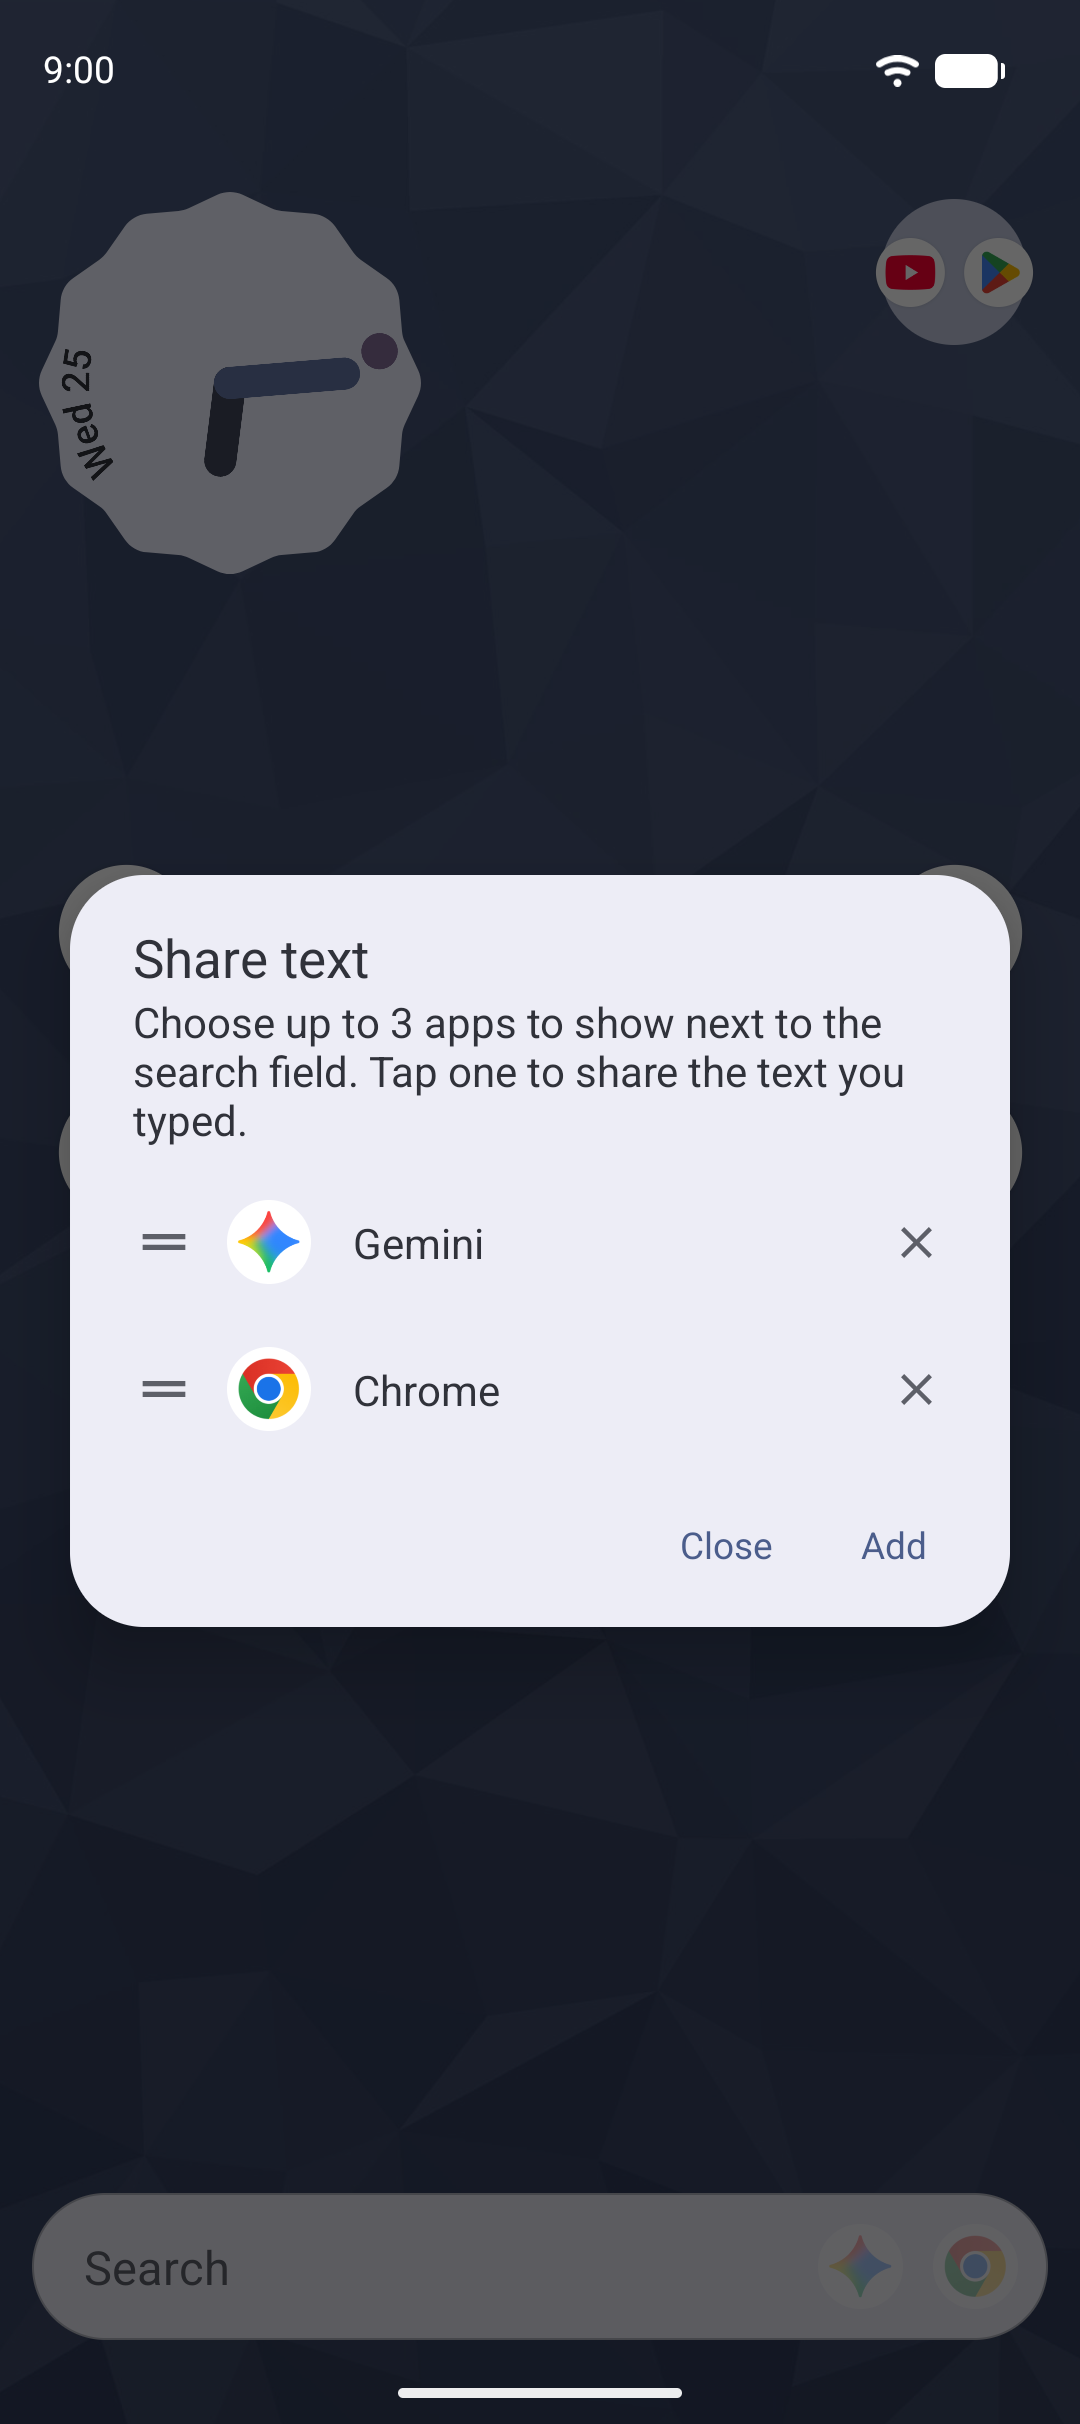 9:00
Wed 25
Share text
Choose up to 3 apps to show next to the
search field. Tap one to share the text you
typed.
Gemini
Chrome
Close
Add
Search